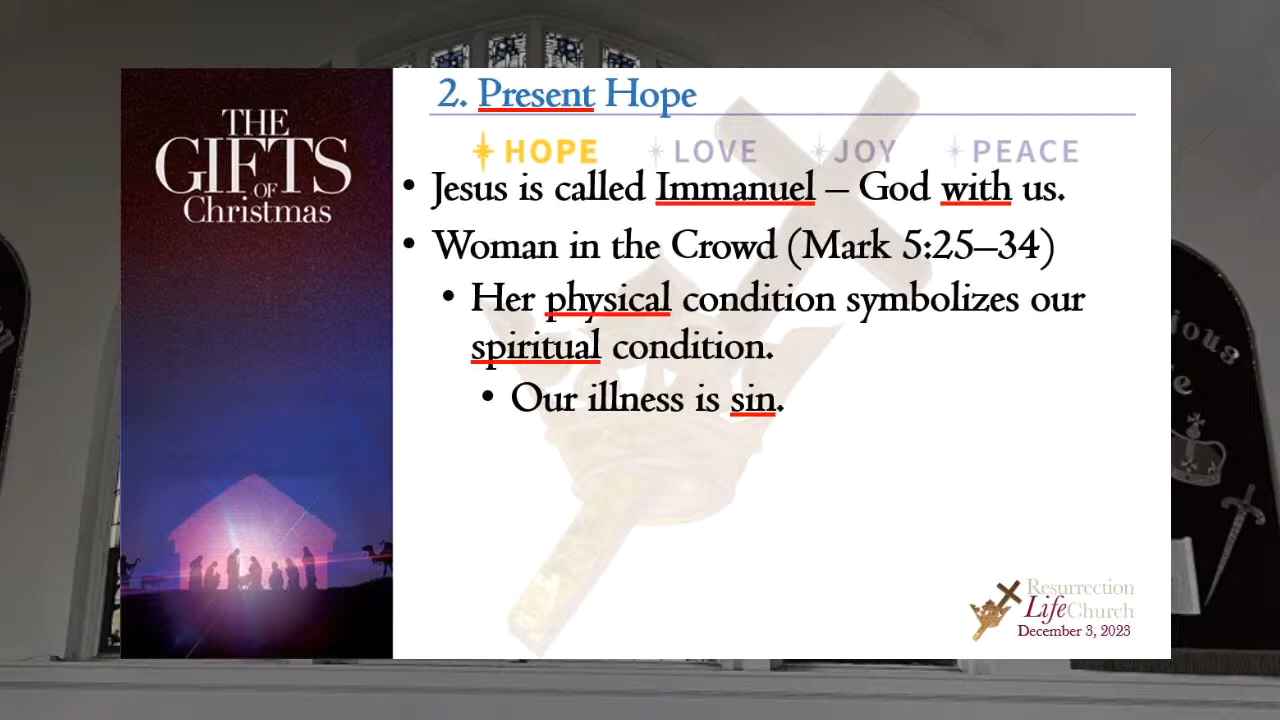 THE
GIFTS
OF
Christmas
2. Present Hope
HOPE LOVE JOY PEACE
• Jesus is called Immanuel – God with us.
• Woman in the Crowd (Mark 5:25–34)
• Her physical condition symbolizes our
spiritual condition.
• Our illness is sin.
Resurrection
LifeChurch
December 3, 2023